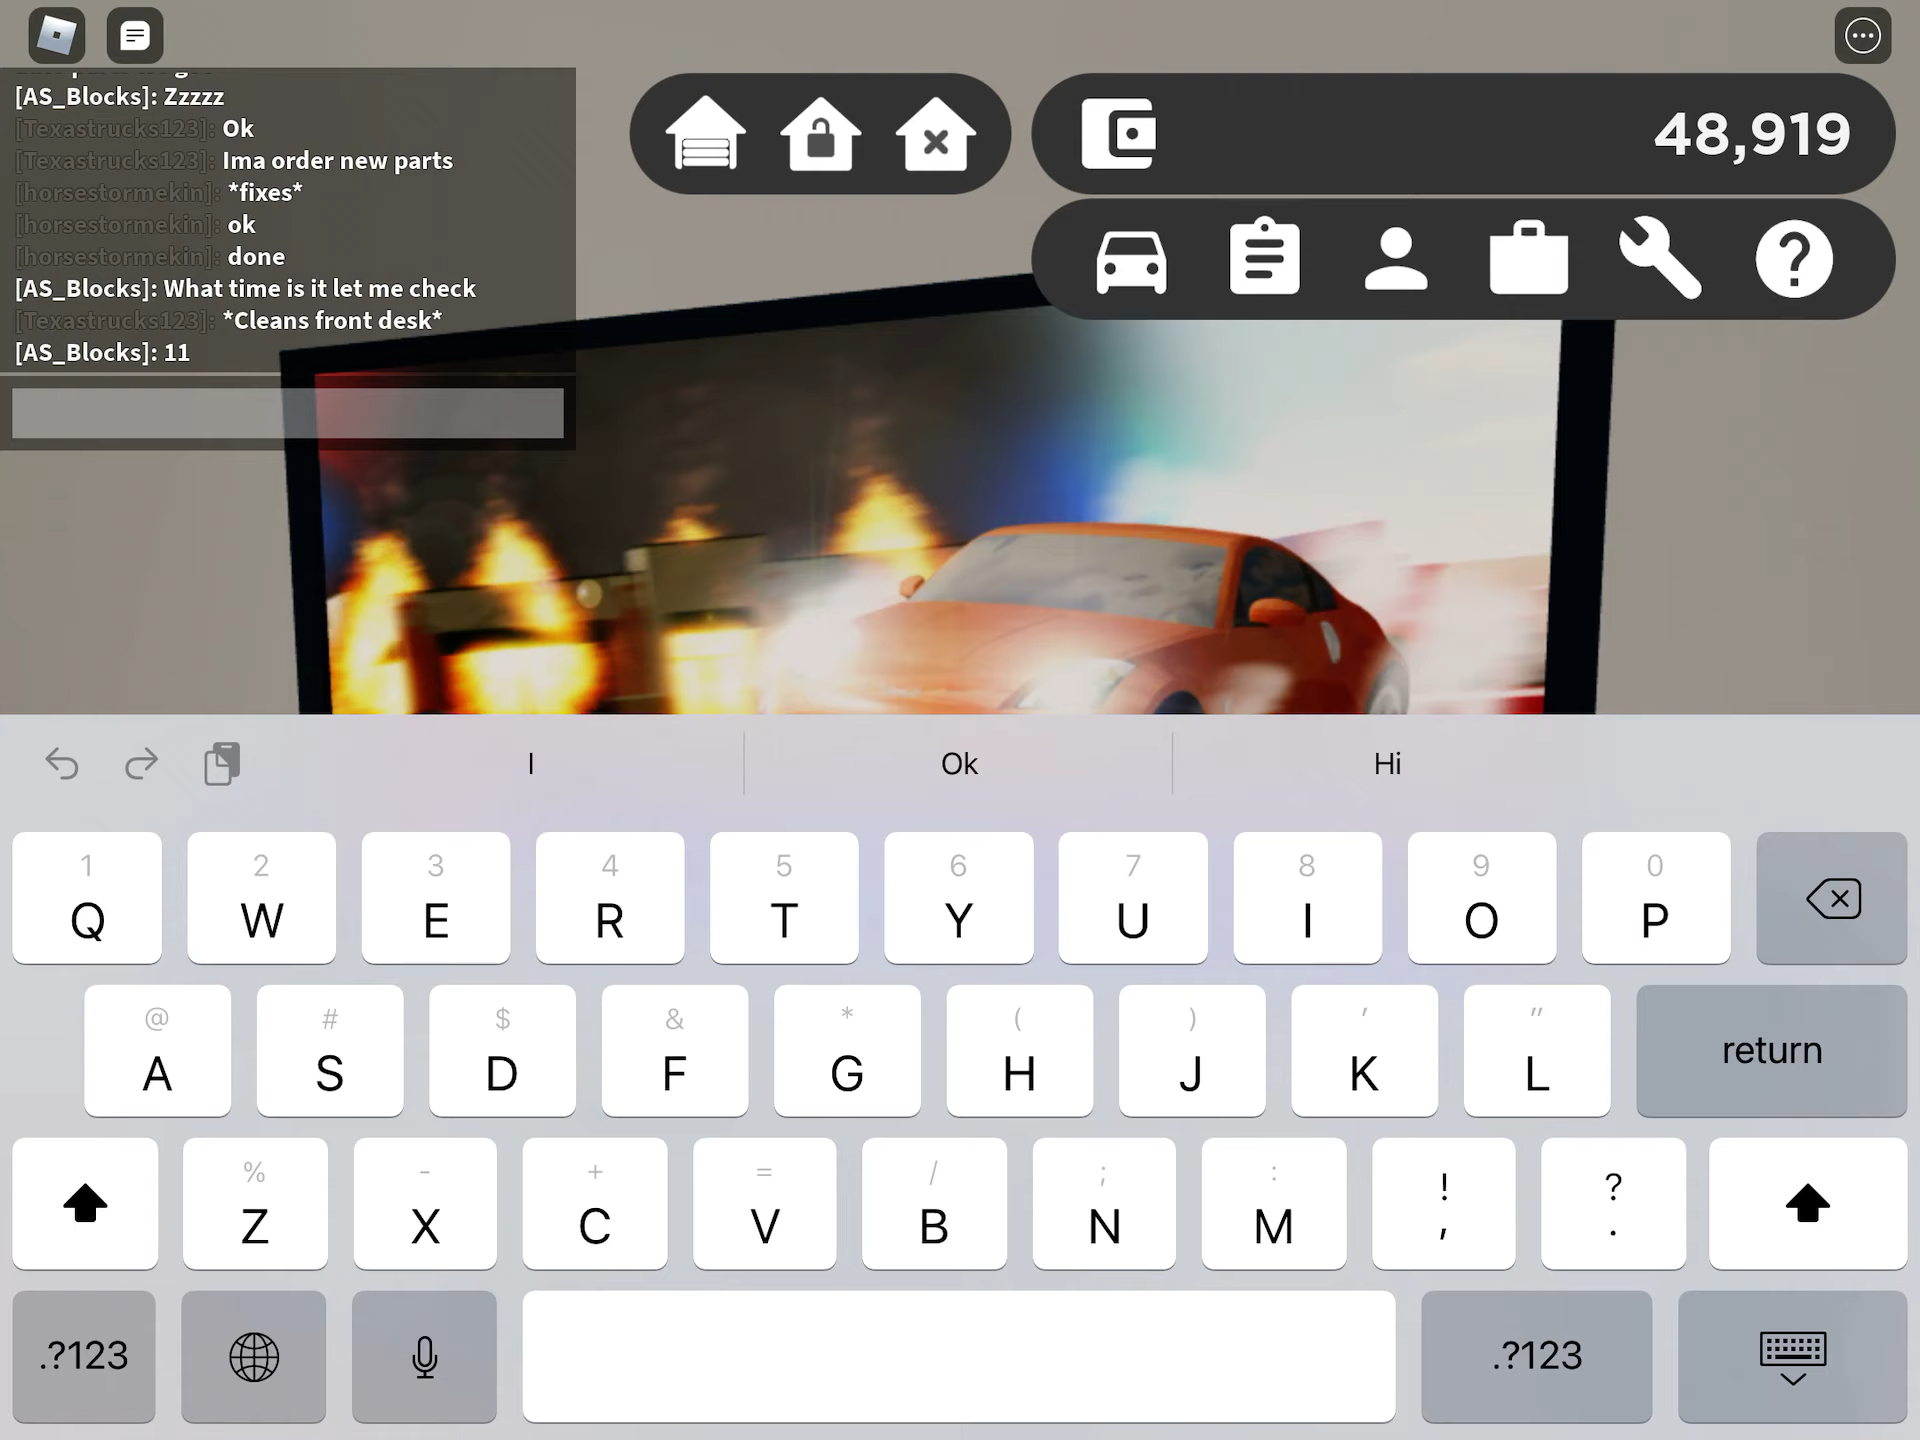 [AS_Blocks]: Zzzzz
[Texastrucks123]: Ok
[Texastrucks123]: Ima order new parts
[horsestormekin]: *fixes*
[horsestormekin]: ok
[horsestormekin]: done
[AS_Blocks]: What time is it let me check
[Texastrucks123]: *Cleans front desk*
[AS_Blocks]: 11
48,919
I Ok Hi
1 2 3 4 5 6 7 8 9 0
Q W E R T Y U I O P
@ # $ & * ( ) ' "
A S D F G H J K L return
% - + = / ; : ! ?
Z X C V B N M , .
.?123 .?123